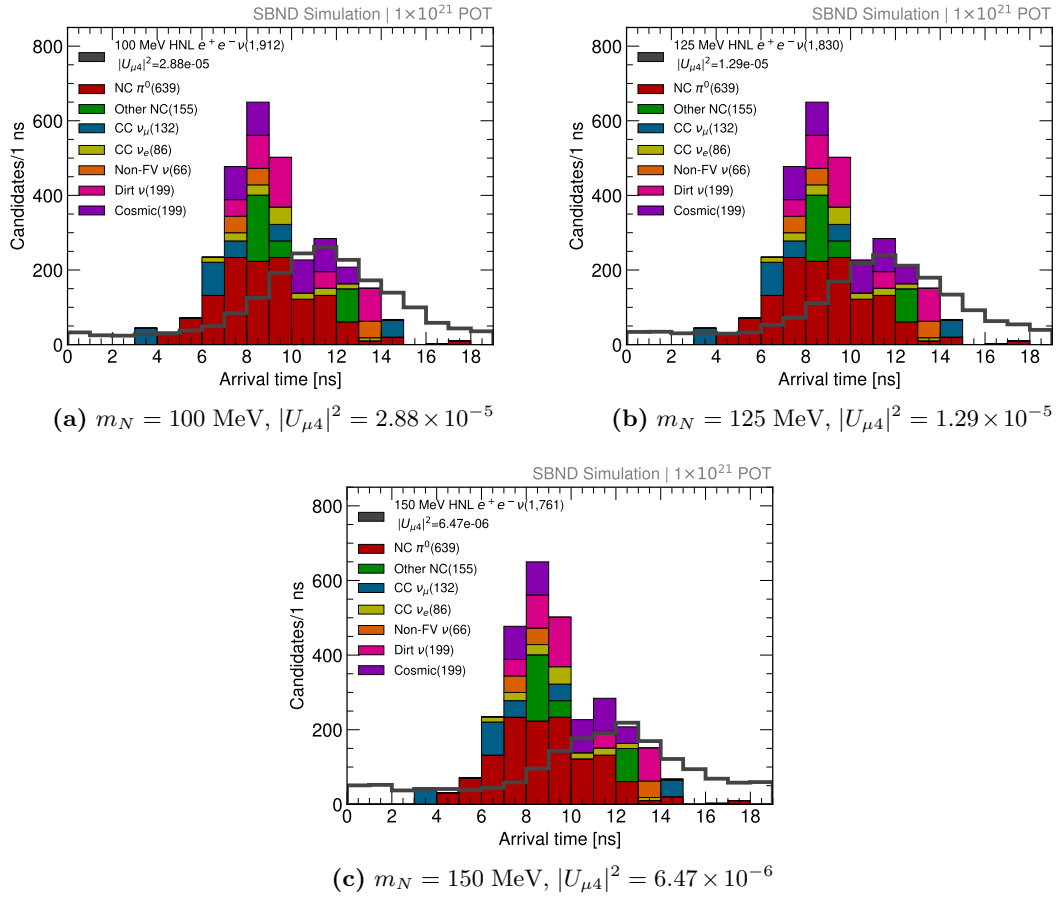 SBND Simulation | 1×10²¹ POT
Candidates/1 ns
800
600
400
200
0
100 MeV HNL e⁺e⁻ν(1,912)
|Uμ4|²=2.88e-05
NC π⁰(639)
Other NC(155)
CC νμ(132)
CC νe(86)
Non-FV ν(66)
Dirt ν(199)
Cosmic(199)
0 2 4 6 8 10 12 14 16 18
Arrival time [ns]
(a) m_N = 100 MeV, |U_μ4|² = 2.88 × 10⁻⁵
SBND Simulation | 1×10²¹ POT
Candidates/1 ns
800
600
400
200
0
125 MeV HNL e⁺e⁻ν(1,830)
|Uμ4|²=1.29e-05
NC π⁰(639)
Other NC(155)
CC νμ(132)
CC νe(86)
Non-FV ν(66)
Dirt ν(199)
Cosmic(199)
0 2 4 6 8 10 12 14 16 18
Arrival time [ns]
(b) m_N = 125 MeV, |U_μ4|² = 1.29 × 10⁻⁵
SBND Simulation | 1×10²¹ POT
Candidates/1 ns
800
600
400
200
0
150 MeV HNL e⁺e⁻ν(1,761)
|Uμ4|²=6.47e-06
NC π⁰(639)
Other NC(155)
CC νμ(132)
CC νe(86)
Non-FV ν(66)
Dirt ν(199)
Cosmic(199)
0 2 4 6 8 10 12 14 16 18
Arrival time [ns]
(c) m_N = 150 MeV, |U_μ4|² = 6.47 × 10⁻⁶